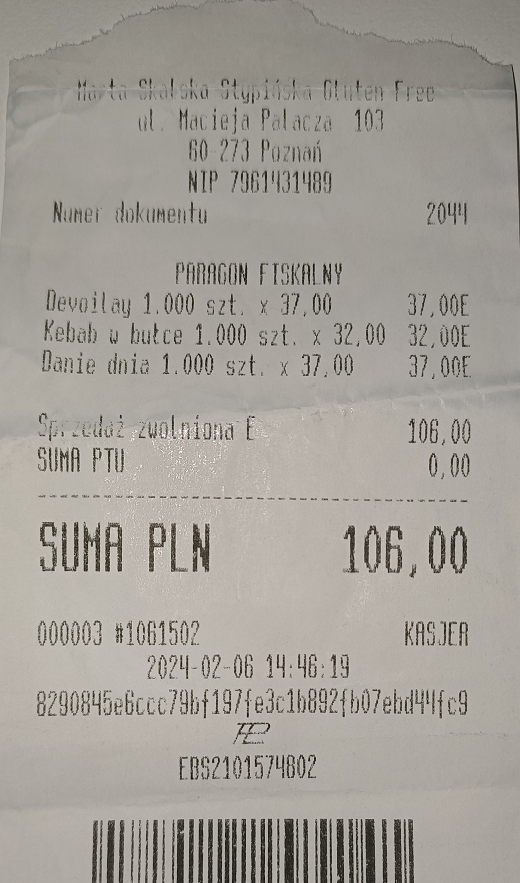 Marta Skalska Stypińska Gluten Free
ul. Macieja Palacza 103
60-273 Poznań
NIP 7961431489
Numer dokumentu 2044
PARAGON FISKALNY
Devoilay 1.000 szt. x 37,00 37,00E
Kebab w bułce 1.000 szt. x 32,00 32,00E
Danie dnia 1.000 szt. x 37,00 37,00E
Sprzedaż zwolniona E 106,00
SUMA PTU 0,00
SUMA PLN 106,00
000003 #1061502 KASJER
2024-02-06 14:46:19
8290845e6ccc79bf197fe3c1b892fb07ebd44fc9
EBS2101574802